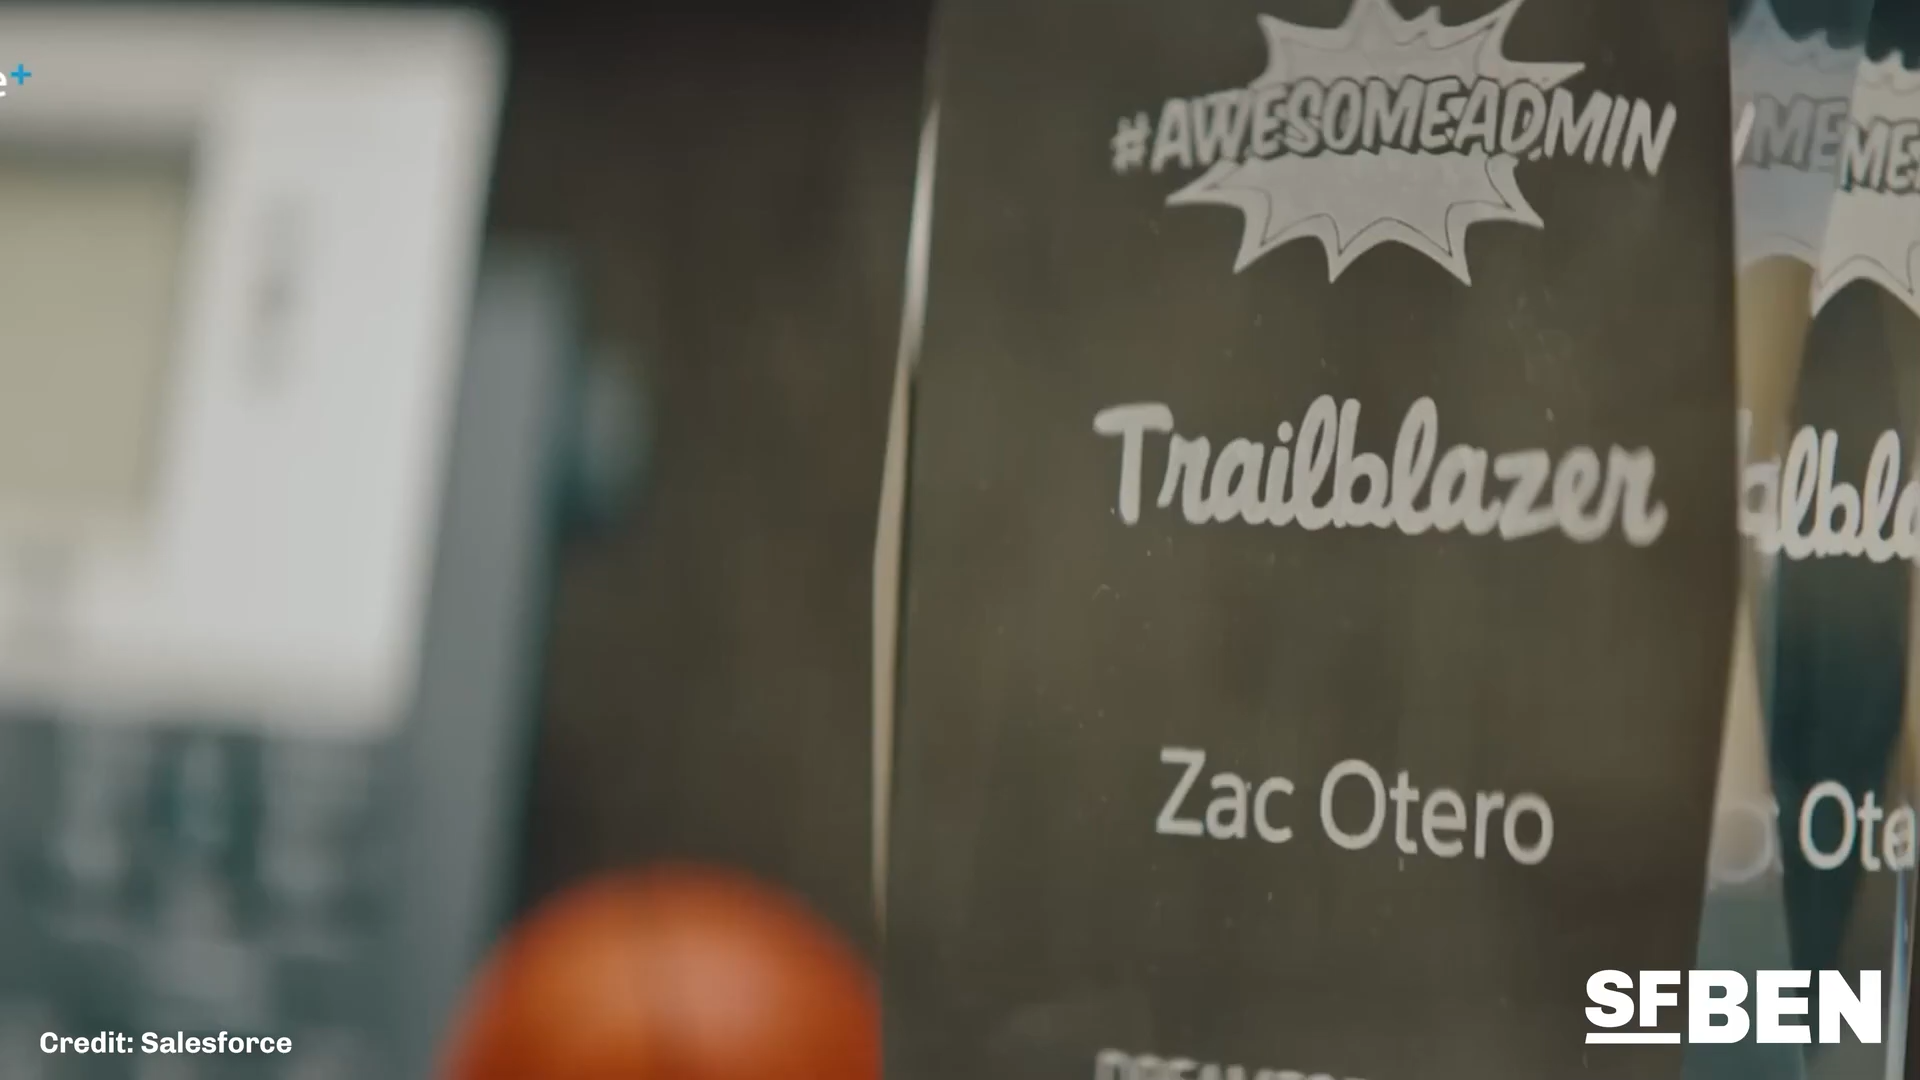 e+
#AWESOMEADMIN
Trailblazer
Zac Otero
Credit: Salesforce
SFBEN